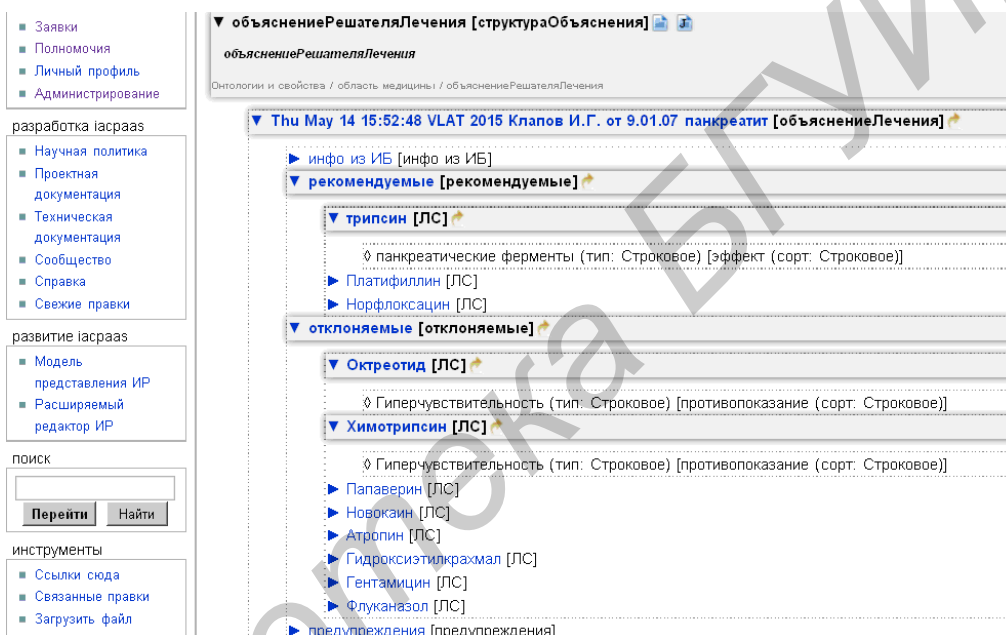 Заявки
Полномочия
Личный профиль
Администрирование
разработка iacpaas
Научная политика
Проектная
документация
Техническая
документация
Сообщество
Справка
Свежие правки
развитие iacpaas
Модель
представления ИР
Расширяемый
редактор ИР
поиск
Перейти Найти
инструменты
Ссылки сюда
Связанные правки
Загрузить файл
▼ объяснениеРешателяЛечения [структураОбъяснения]
объяснениеРешателяЛечения
Онтологии и свойства / область медицины / объяснениеРешателяЛечения
▼ Thu May 14 15:52:48 VLAT 2015 Клапов И.Г. от 9.01.07 панкреатит [объяснениеЛечения]
▶ инфо из ИБ [инфо из ИБ]
▼ рекомендуемые [рекомендуемые]
▼ трипсин [ЛС]
◊ панкреатические ферменты (тип: Строковое) [эффект (сорт: Строковое)]
▶ Платифиллин [ЛС]
▶ Норфлоксацин [ЛС]
▼ отклоняемые [отклоняемые]
▼ Октреотид [ЛС]
◊ Гиперчувствительность (тип: Строковое) [противопоказание (сорт: Строковое)]
▼ Химотрипсин [ЛС]
◊ Гиперчувствительность (тип: Строковое) [противопоказание (сорт: Строковое)]
▶ Папаверин [ЛС]
▶ Новокаин [ЛС]
▶ Атропин [ЛС]
▶ Гидроксиэтилкрахмал [ЛС]
▶ Гентамицин [ЛС]
▶ Флуканазол [ЛС]
▶ предупреждения [предупреждения]